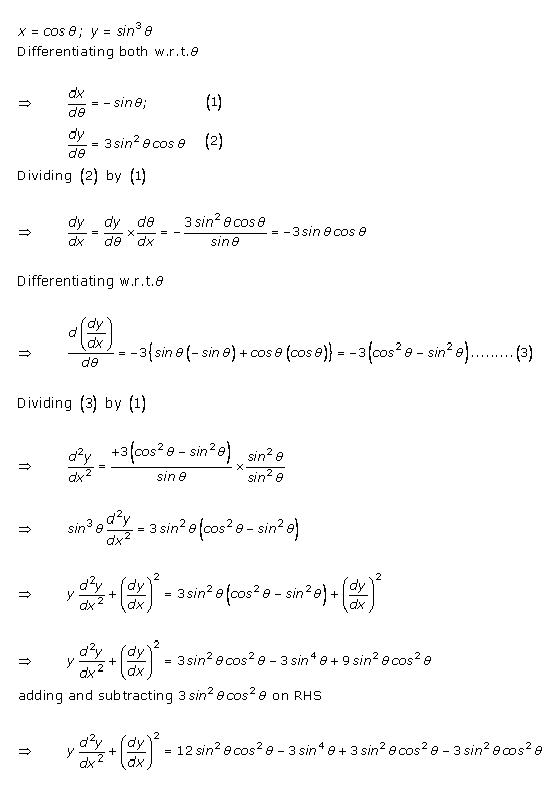 x = cos θ ; y = sin³ θ
Differentiating both w.r.t.θ
⇒ dx/dθ = − sin θ; (1)
dy/dθ = 3 sin² θ cos θ (2)
Dividing (2) by (1)
⇒ dy/dx = dy/dθ × dθ/dx = − 3 sin² θ cos θ / sin θ = −3 sin θ cos θ
Differentiating w.r.t.θ
⇒ d(dy/dx)/dθ = −3{sin θ (− sin θ) + cos θ (cos θ)} = −3(cos² θ − sin² θ).........(3)
Dividing (3) by (1)
⇒ d²y/dx² = +3(cos² θ − sin² θ)/sin θ × sin² θ/sin² θ
⇒ sin³ θ d²y/dx² = 3 sin² θ (cos² θ − sin² θ)
⇒ y d²y/dx² + (dy/dx)² = 3 sin² θ (cos² θ − sin² θ) + (dy/dx)²
⇒ y d²y/dx² + (dy/dx)² = 3 sin² θ cos² θ − 3 sin⁴ θ + 9 sin² θ cos² θ
adding and subtracting 3 sin² θ cos² θ on RHS
⇒ y d²y/dx² + (dy/dx)² = 12 sin² θ cos² θ − 3 sin⁴ θ + 3 sin² θ cos² θ − 3 sin² θ cos² θ